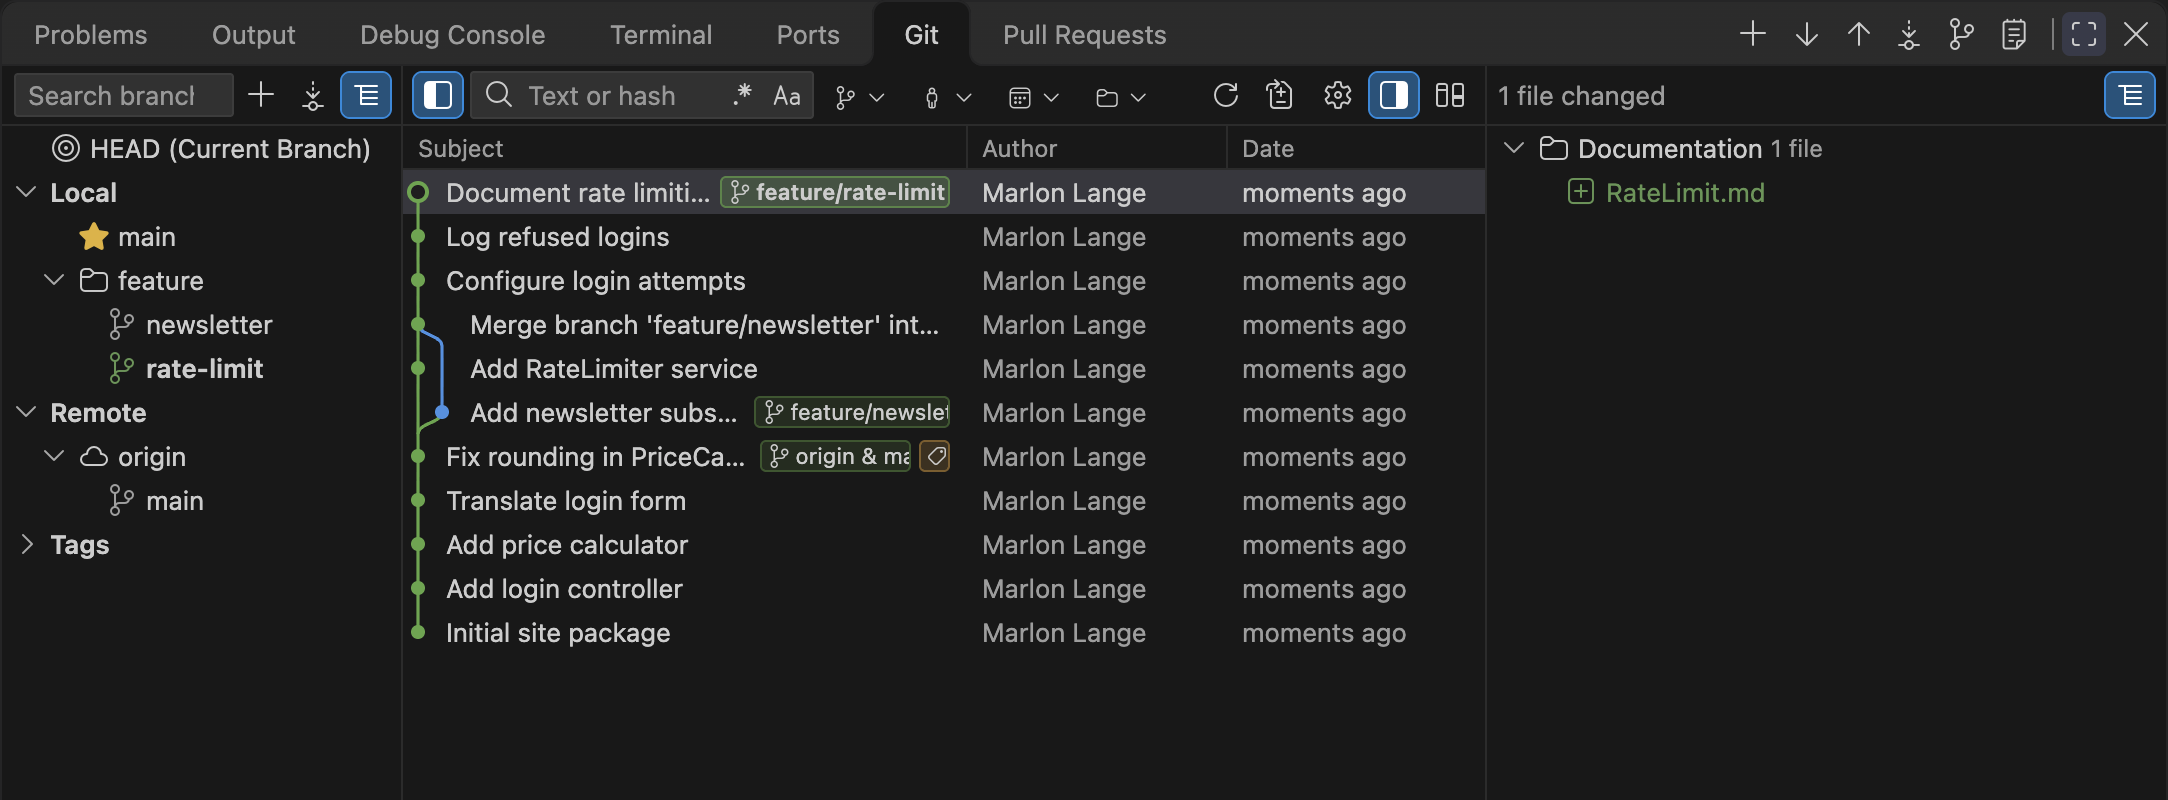 Problems Output Debug Console Terminal Ports Git Pull Requests
Search branch
Text or hash .* Aa
1 file changed
HEAD (Current Branch)
Local
main
feature
newsletter
rate-limit
Remote
origin
main
Tags
Subject Author Date
Document rate limiti... feature/rate-limit Marlon Lange moments ago
Log refused logins Marlon Lange moments ago
Configure login attempts Marlon Lange moments ago
Merge branch 'feature/newsletter' int... Marlon Lange moments ago
Add RateLimiter service Marlon Lange moments ago
Add newsletter subs... feature/newslet Marlon Lange moments ago
Fix rounding in PriceCa... origin & ma Marlon Lange moments ago
Translate login form Marlon Lange moments ago
Add price calculator Marlon Lange moments ago
Add login controller Marlon Lange moments ago
Initial site package Marlon Lange moments ago
Documentation 1 file
RateLimit.md